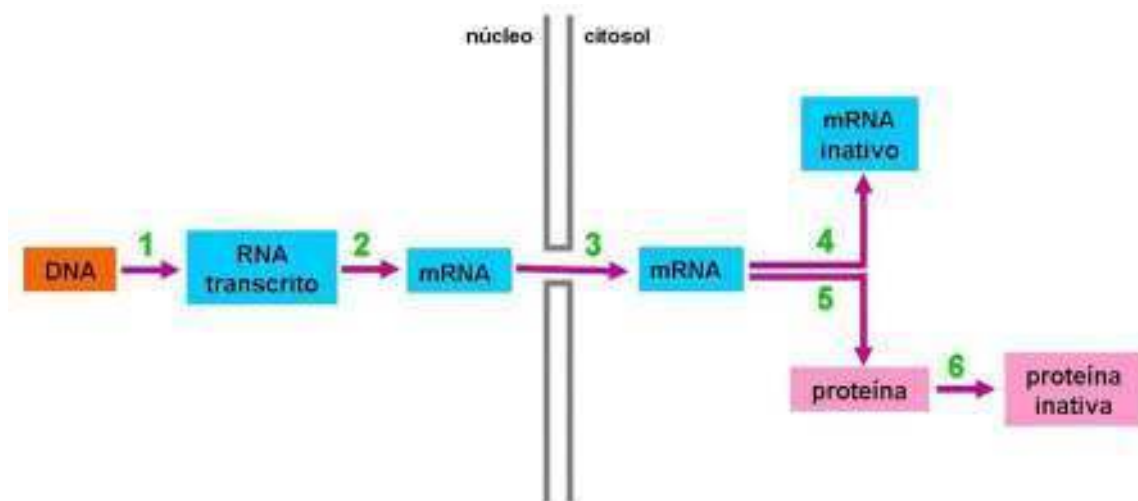 núcleo
citosol
mRNA
inativo
DNA
1
RNA
transcrito
2
mRNA
3
mRNA
4
5
proteína
6
proteína
inativa